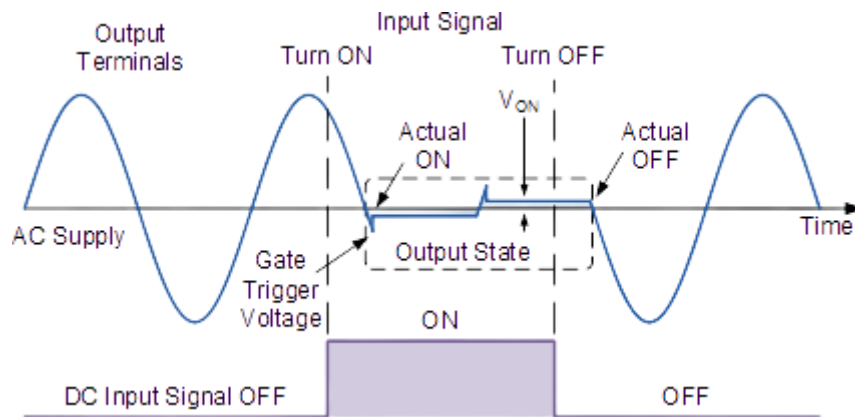 Input Signal
Output
Terminals
Turn ON
Turn OFF
VON
Actual
ON
Actual
OFF
AC Supply
Time
Gate
Trigger
Voltage
Output State
ON
DC Input Signal OFF
OFF